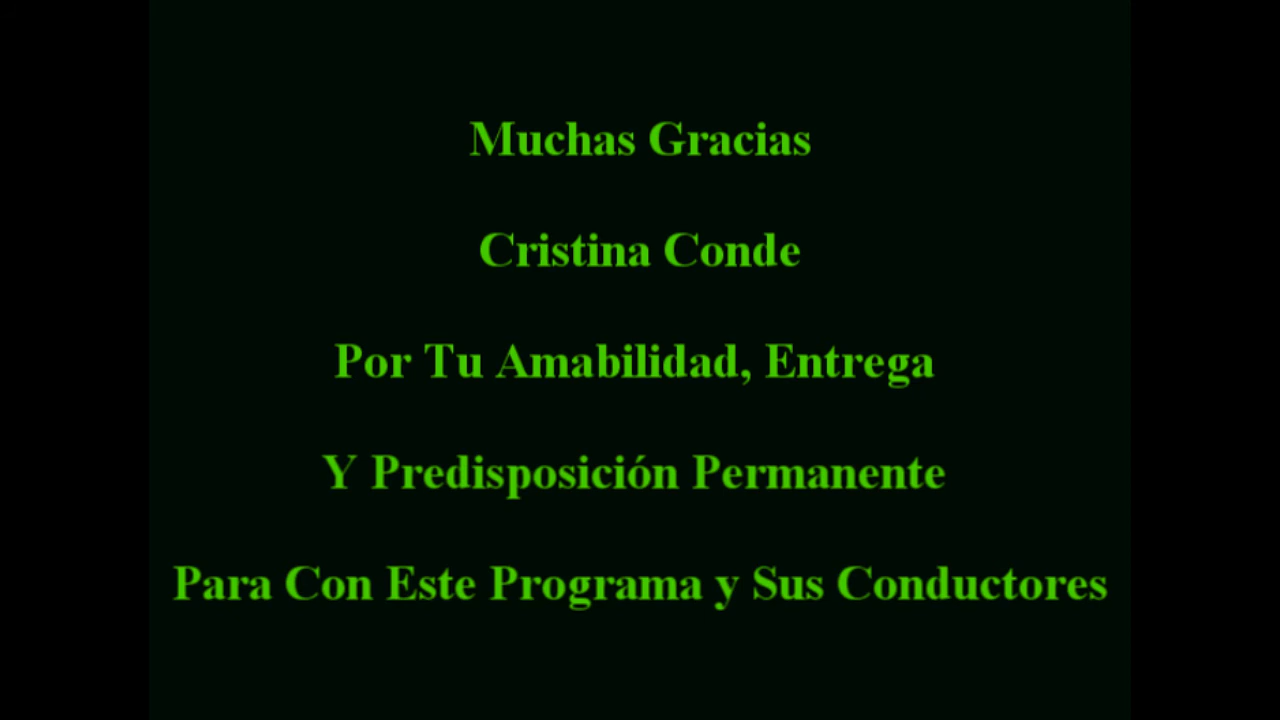 Muchas Gracias
Cristina Conde
Por Tu Amabilidad, Entrega
Y Predisposición Permanente
Para Con Este Programa y Sus Conductores